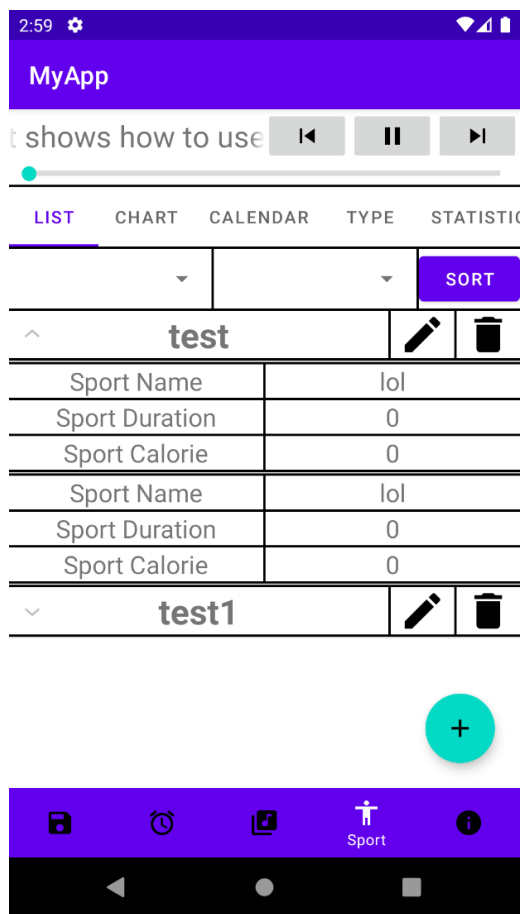 2:59
MyApp
t shows how to use
LIST CHART CALENDAR TYPE STATISTIC
SORT
test
Sport Name lol
Sport Duration 0
Sport Calorie 0
Sport Name lol
Sport Duration 0
Sport Calorie 0
test1
Sport